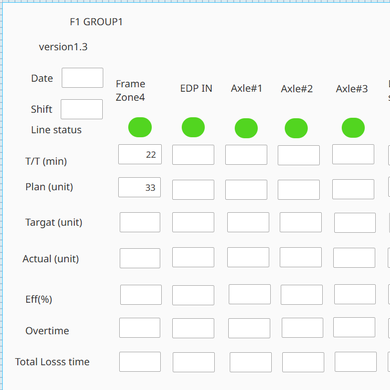 F1 GROUP1
version1.3
Date
Shift
Line status
Frame
Zone4
EDP IN
Axle#1
Axle#2
Axle#3
T/T (min)
22
Plan (unit)
33
Targat (unit)
Actual (unit)
Eff(%)
Overtime
Total Losss time